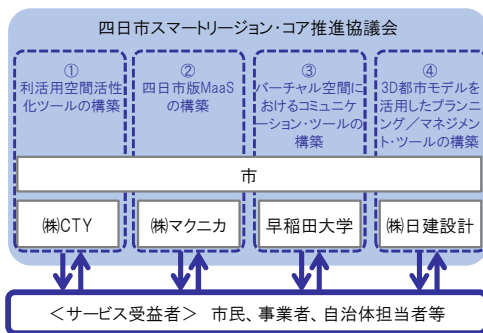 四日市スマートリージョン・コア推進協議会
①
利活用空間活性
化ツールの構築
②
四日市版MaaS
の構築
③
バーチャル空間に
おけるコミュニケ
ーション・ツールの
構築
④
3D都市モデルを
活用したプランニ
ング／マネジメン
ト・ツールの構築
市
㈱CTY
㈱マクニカ
早稲田大学
㈱日建設計
＜サービス受益者＞ 市民、事業者、自治体担当者等